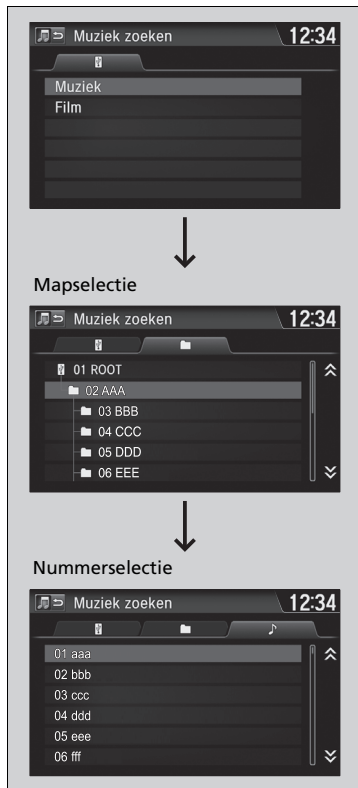 Muziek zoeken 12:34
Muziek
Film
Mapselectie
Muziek zoeken 12:34
01 ROOT
02 AAA
03 BBB
04 CCC
05 DDD
06 EEE
Nummerselectie
Muziek zoeken 12:34
01 aaa
02 bbb
03 ccc
04 ddd
05 eee
06 fff